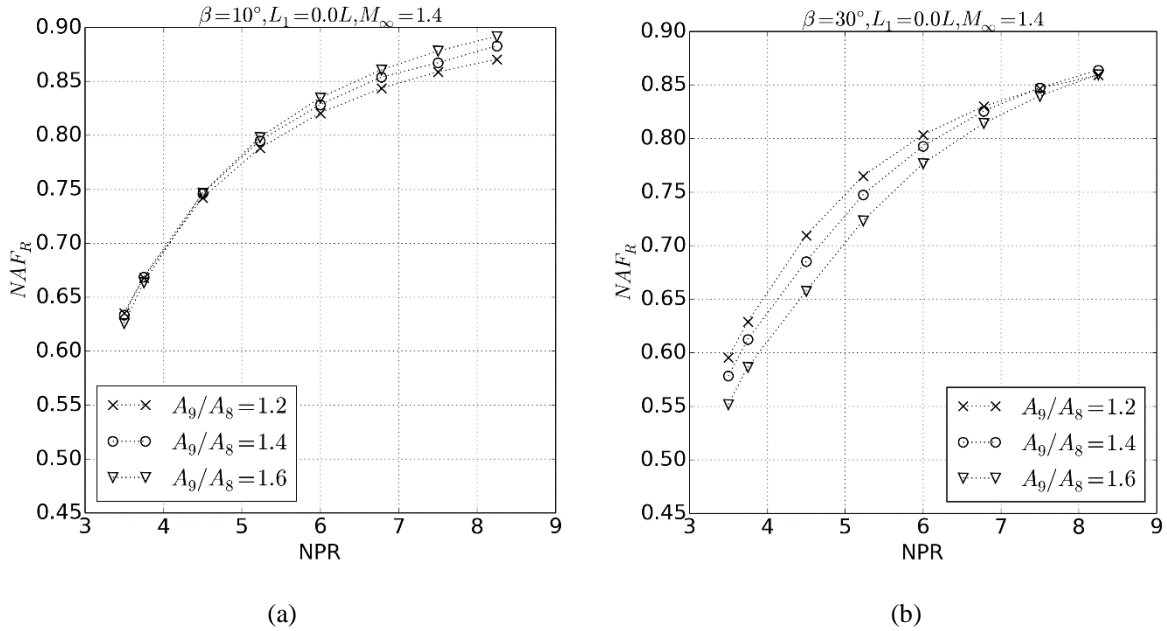 β=10°, L₁=0.0L, M∞=1.4
0.90
0.85
0.80
0.75
0.70
0.65
0.60
0.55
0.50
0.45
NAF_R
A₉/A₈=1.2
A₉/A₈=1.4
A₉/A₈=1.6
3 4 5 6 7 8 9
NPR
(a)
β=30°, L₁=0.0L, M∞=1.4
0.90
0.85
0.80
0.75
0.70
0.65
0.60
0.55
0.50
0.45
NAF_R
A₉/A₈=1.2
A₉/A₈=1.4
A₉/A₈=1.6
3 4 5 6 7 8 9
NPR
(b)